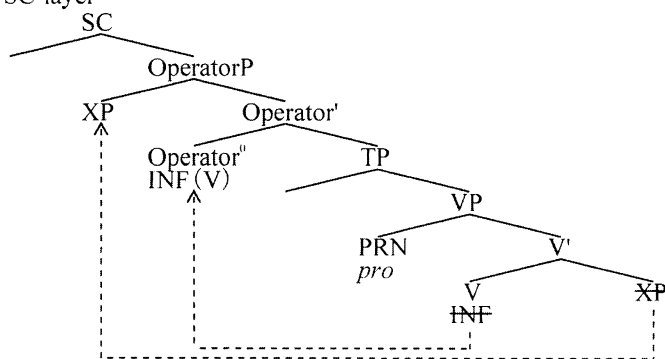 SC layer
SC
OperatorP
XP
Operator'
Operator⁰
TP
INF (V)
VP
PRN
V'
pro
V
XP
INF